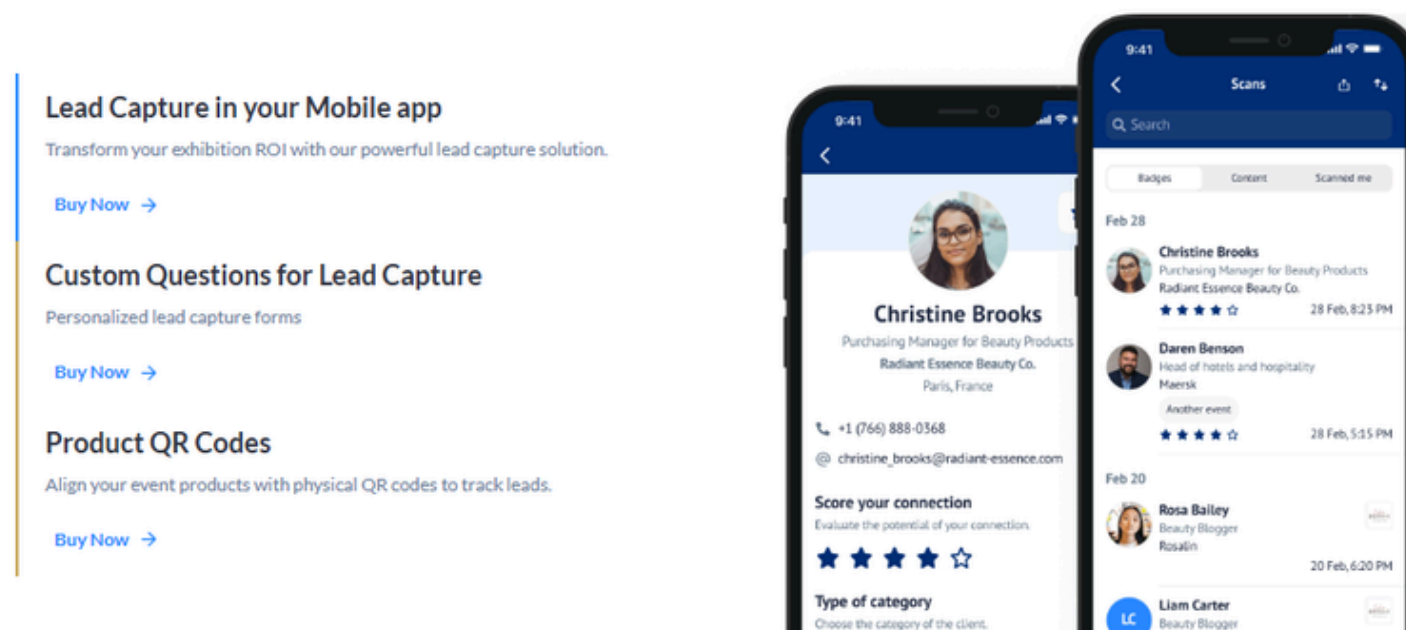 Lead Capture in your Mobile app
Transform your exhibition ROI with our powerful lead capture solution.
Buy Now →
Custom Questions for Lead Capture
Personalized lead capture forms
Buy Now →
Product QR Codes
Align your event products with physical QR codes to track leads.
Buy Now →
9:41
Christine Brooks
Purchasing Manager for Beauty Products
Radiant Essence Beauty Co.
Paris, France
+1 (766) 888-0368
@ christine_brooks@radiant-essence.com
Score your connection
Evaluate the potential of your connection.
Type of category
Choose the category of the client.
9:41
Scans
Search
Badges Content Scanned me
Feb 28
Christine Brooks
Purchasing Manager for Beauty Products
Radiant Essence Beauty Co.
28 Feb, 8:23 PM
Daren Benson
Head of hotels and hospitality
Maersk
Another event
28 Feb, 5:15 PM
Feb 20
Rosa Bailey
Beauty Blogger
Rosalin
20 Feb, 6:20 PM
LC
Liam Carter
Beauty Blogger